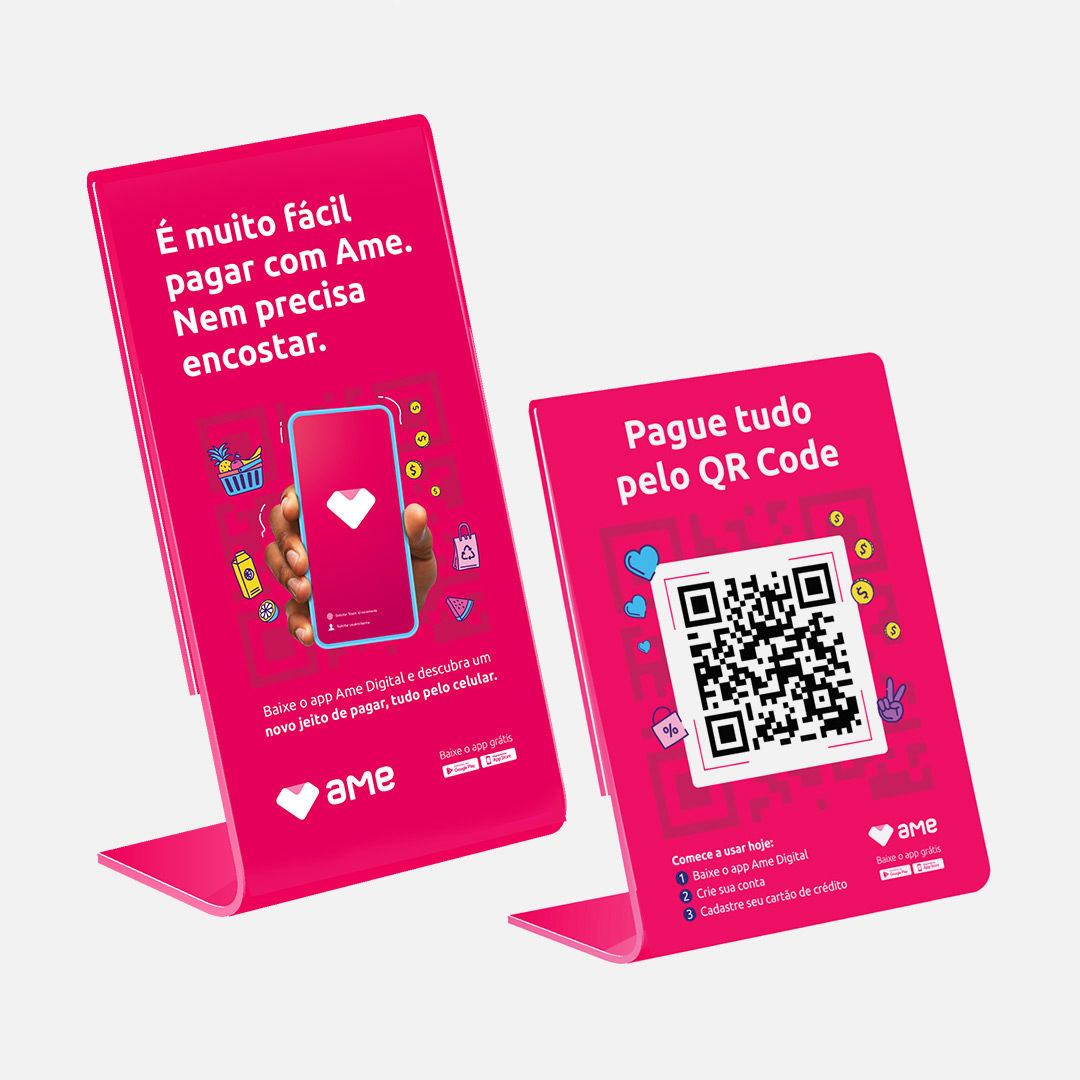 É muito fácil
pagar com Ame.
Nem precisa
encostar.
Baixe o app Ame Digital e descubra um
novo jeito de pagar, tudo pelo celular.
Baixe o app grátis
Google Play
App Store
AME
Pague tudo
pelo QR Code
%
Comece a usar hoje:
1 Baixe o app Ame Digital
2 Crie sua conta
3 Cadastre seu cartão de crédito
AME
Baixe o app grátis
Google Play
App Store